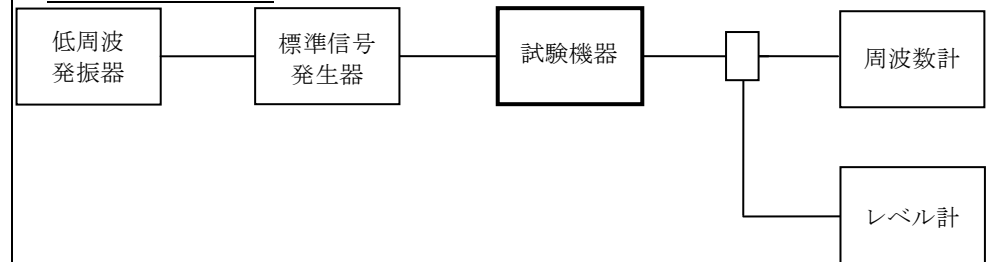 低周波
発振器
標準信号
発生器
試験機器
周波数計
レベル計